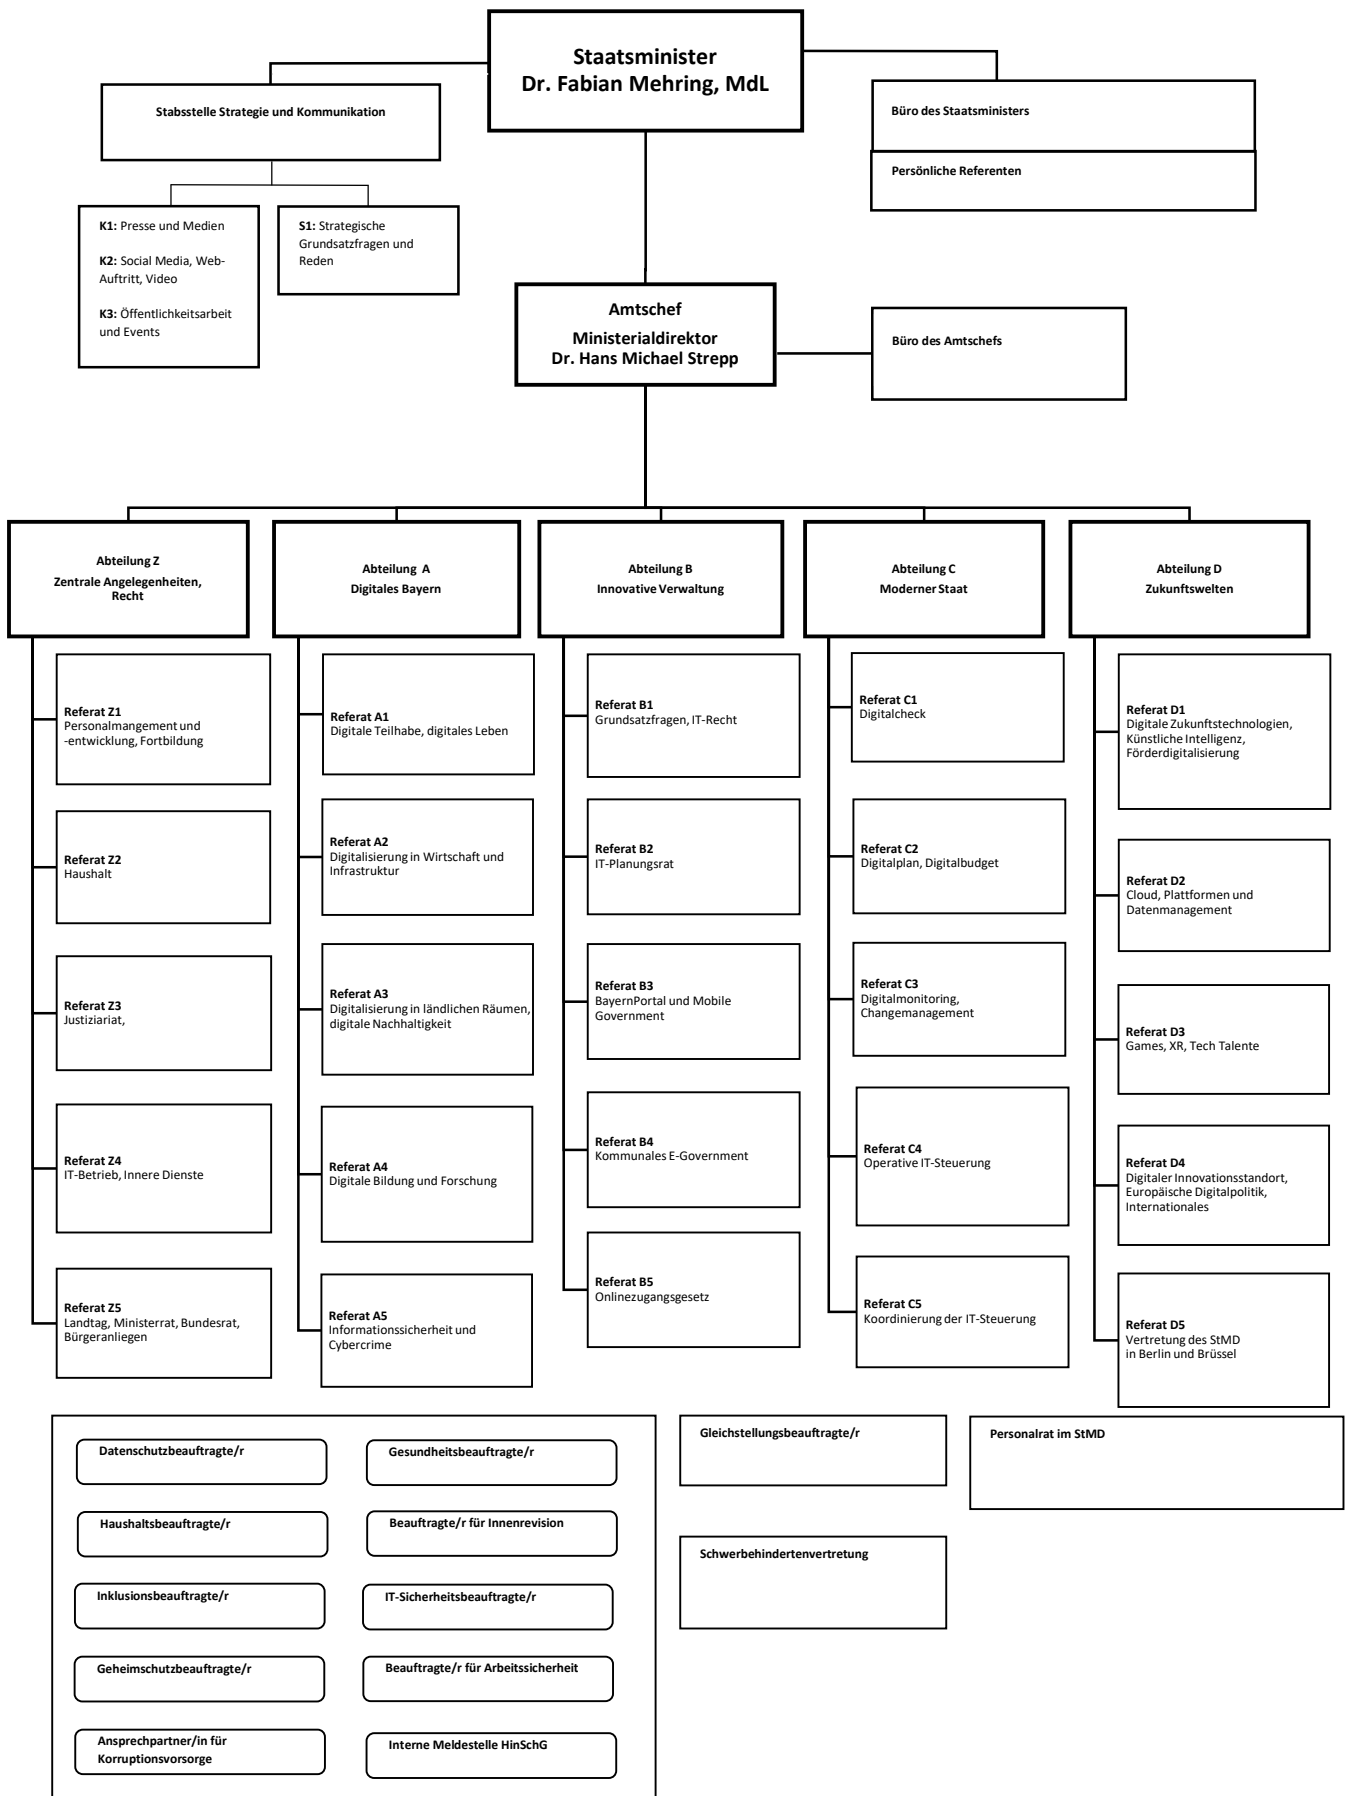 Staatsminister
Dr. Fabian Mehring, MdL
Stabsstelle Strategie und Kommunikation
Büro des Staatsministers
Persönliche Referenten
K1: Presse und Medien
K2: Social Media, Web-
Auftritt, Video
K3: Öffentlichkeitsarbeit
und Events
S1: Strategische
Grundsatzfragen und
Reden
Amtschef
Ministerialdirektor
Dr. Hans Michael Strepp
Büro des Amtschefs
Abteilung Z
Zentrale Angelegenheiten,
Recht
Abteilung A
Digitales Bayern
Abteilung B
Innovative Verwaltung
Abteilung C
Moderner Staat
Abteilung D
Zukunftswelten
Referat Z1
Personalmangement und
-entwicklung, Fortbildung
Referat Z2
Haushalt
Referat Z3
Justiziariat,
Referat Z4
IT-Betrieb, Innere Dienste
Referat Z5
Landtag, Ministerrat, Bundesrat,
Bürgeranliegen
Referat A1
Digitale Teilhabe, digitales Leben
Referat A2
Digitalisierung in Wirtschaft und
Infrastruktur
Referat A3
Digitalisierung in ländlichen Räumen,
digitale Nachhaltigkeit
Referat A4
Digitale Bildung und Forschung
Referat A5
Informationssicherheit und
Cybercrime
Referat B1
Grundsatzfragen, IT-Recht
Referat B2
IT-Planungsrat
Referat B3
BayernPortal und Mobile
Government
Referat B4
Kommunales E-Government
Referat B5
Onlinezugangsgesetz
Referat C1
Digitalcheck
Referat C2
Digitalplan, Digitalbudget
Referat C3
Digitalmonitoring,
Changemanagement
Referat C4
Operative IT-Steuerung
Referat C5
Koordinierung der IT-Steuerung
Referat D1
Digitale Zukunftstechnologien,
Künstliche Intelligenz,
Förderdigitalisierung
Referat D2
Cloud, Plattformen und
Datenmanagement
Referat D3
Games, XR, Tech Talente
Referat D4
Digitaler Innovationsstandort,
Europäische Digitalpolitik,
Internationales
Referat D5
Vertretung des StMD
in Berlin und Brüssel
Datenschutzbeauftragte/r
Gesundheitsbeauftragte/r
Haushaltsbeauftragte/r
Beauftragte/r für Innenrevision
Inklusionsbeauftragte/r
IT-Sicherheitsbeauftragte/r
Geheimschutzbeauftragte/r
Beauftragte/r für Arbeitssicherheit
Ansprechpartner/in für
Korruptionsvorsorge
Interne Meldestelle HinSchG
Gleichstellungsbeauftragte/r
Schwerbehindertenvertretung
Personalrat im StMD